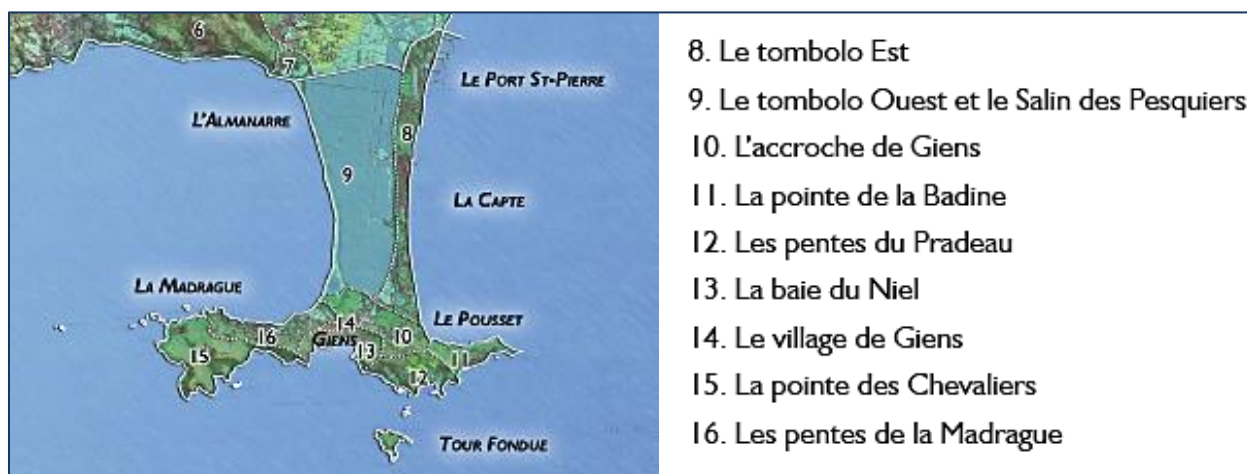 6
7
L'ALMANARRE
LE PORT ST-PIERRE
8
9
LA CAPTE
LA MADRAGUE
LE POUSSET
14
10
16
GIENS
13
15
11
12
TOUR FONDUE
8. Le tombolo Est
9. Le tombolo Ouest et le Salin des Pesquiers
10. L'accroche de Giens
11. La pointe de la Badine
12. Les pentes du Pradeau
13. La baie du Niel
14. Le village de Giens
15. La pointe des Chevaliers
16. Les pentes de la Madrague